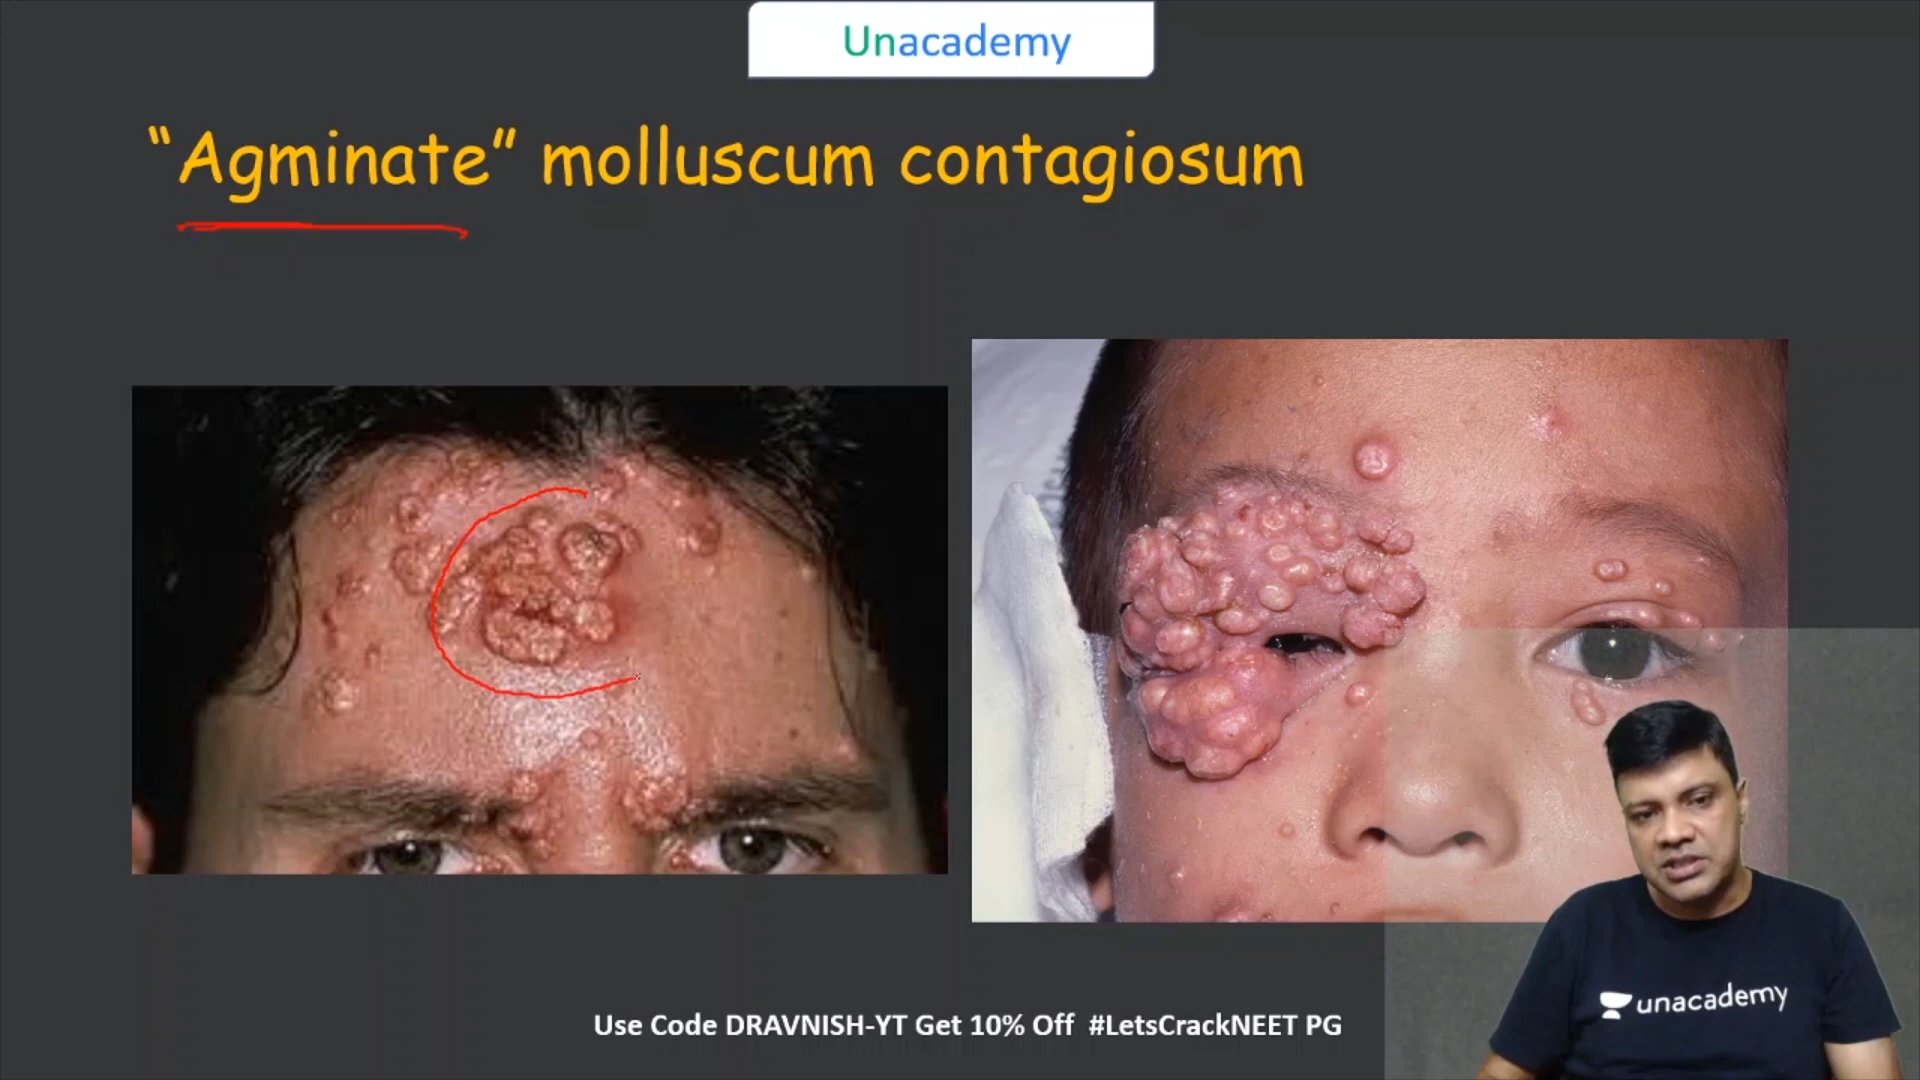 Unacademy
“Agminate” molluscum contagiosum
unacademy
Use Code DRAVNISH-YT Get 10% Off #LetsCrackNEET PG